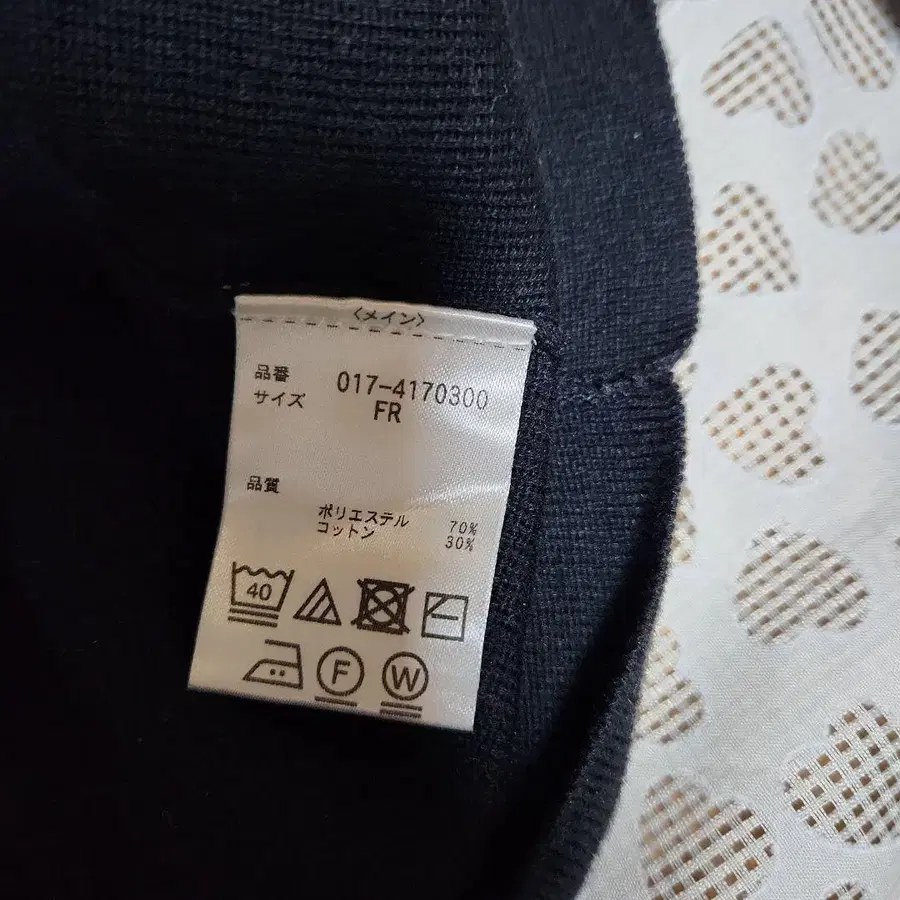 〈メイン〉
品番 017-4170300
サイズ FR
品質
ポリエステル 70%
コットン 30%
40
F W